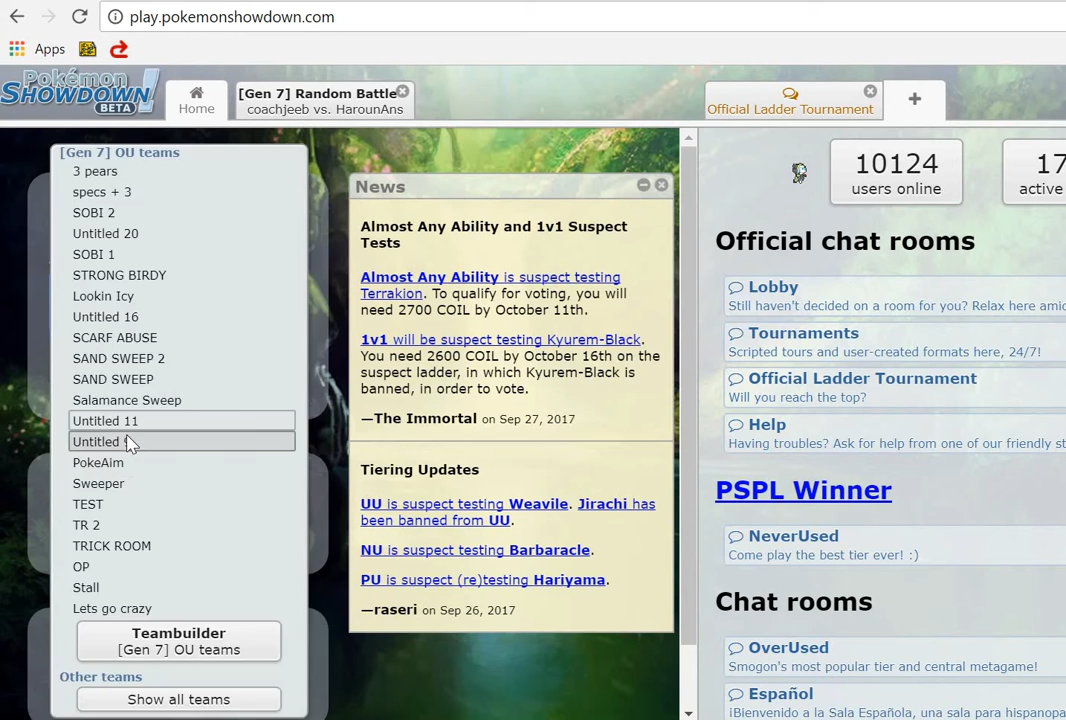 play.pokemonshowdown.com
Apps
Pokémon
SHOWDOWN!
BETA
Home
[Gen 7] Random Battle
coachjeeb vs. HarounAns
Official Ladder Tournament
[Gen 7] OU teams
3 pears
specs + 3
SOBI 2
Untitled 20
SOBI 1
STRONG BIRDY
Lookin Icy
Untitled 16
SCARF ABUSE
SAND SWEEP 2
SAND SWEEP
Salamance Sweep
Untitled 11
Untitled
PokeAim
Sweeper
TEST
TR 2
TRICK ROOM
OP
Stall
Lets go crazy
Teambuilder
[Gen 7] OU teams
Other teams
Show all teams
News
Almost Any Ability and 1v1 Suspect
Tests
Almost Any Ability is suspect testing
Terrakion. To qualify for voting, you will
need 2700 COIL by October 11th.
1v1 will be suspect testing Kyurem-Black.
You need 2600 COIL by October 16th on the
suspect ladder, in which Kyurem-Black is
banned, in order to vote.
—The Immortal on Sep 27, 2017
Tiering Updates
UU is suspect testing Weavile. Jirachi has
been banned from UU.
NU is suspect testing Barbaracle.
PU is suspect (re)testing Hariyama.
—raseri on Sep 26, 2017
10124
users online
17
active
Official chat rooms
Lobby
Still haven't decided on a room for you? Relax here amid
Tournaments
Scripted tours and user-created formats here, 24/7!
Official Ladder Tournament
Will you reach the top?
Help
Having troubles? Ask for help from one of our friendly st
PSPL Winner
NeverUsed
Come play the best tier ever! :)
Chat rooms
OverUsed
Smogon's most popular tier and central metagame!
Español
¡Bienvenido a la Sala Español, una sala para hispanopa